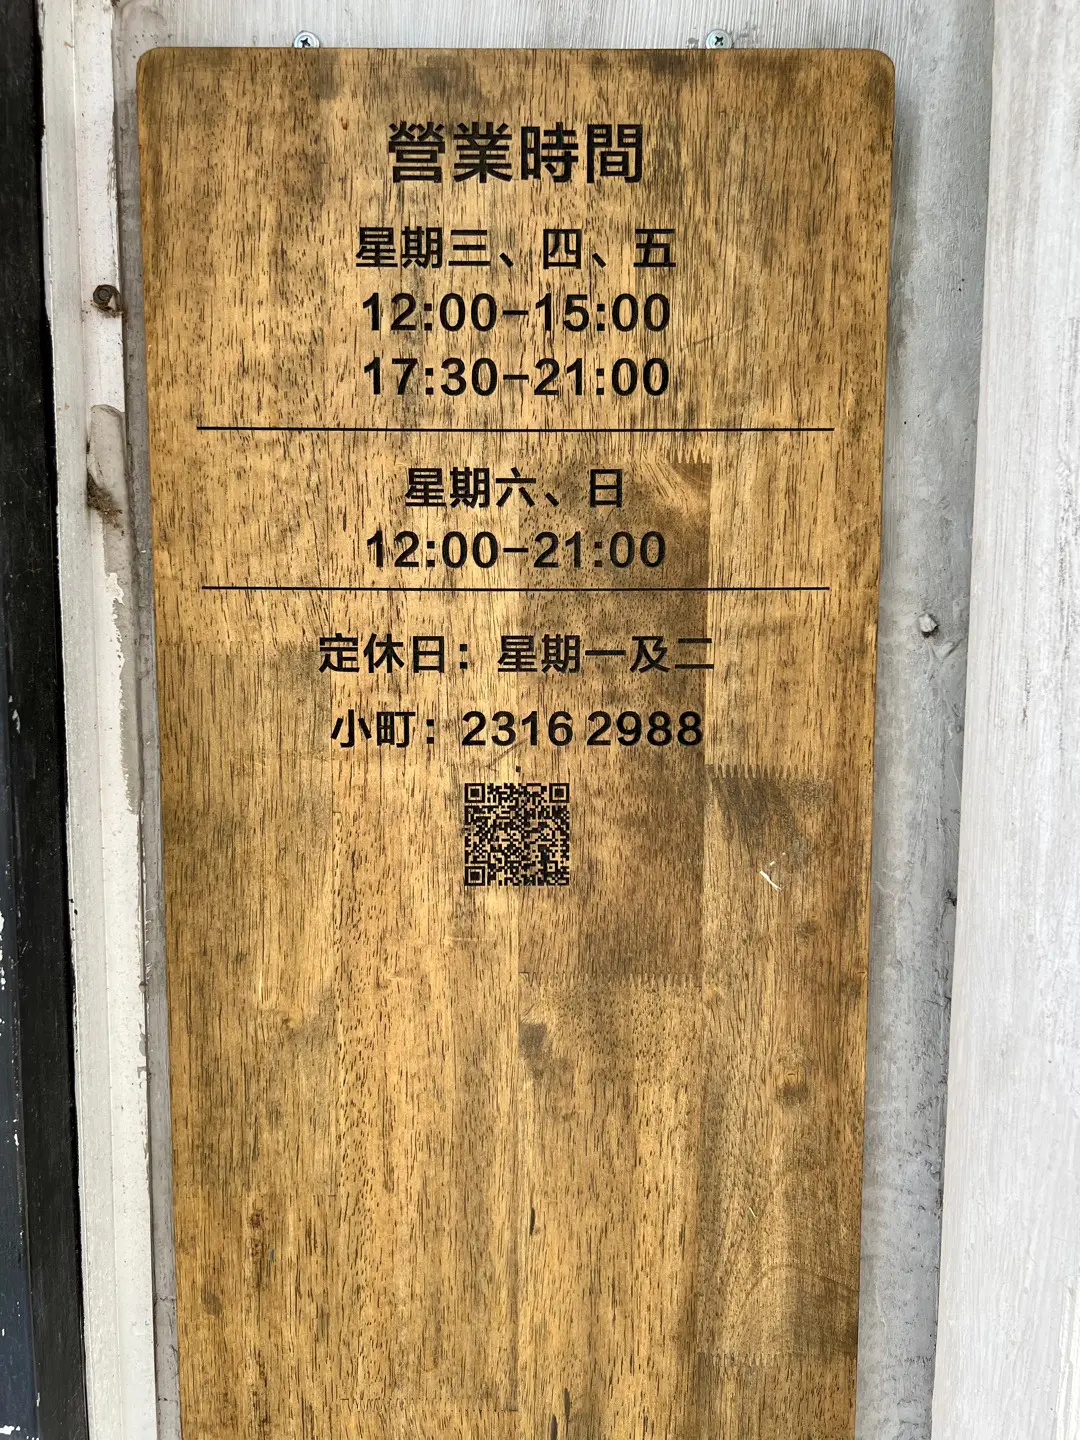 營業時間
星期三、四、五
12:00-15:00
17:30-21:00
星期六、日
12:00-21:00
定休日：星期一及二
小町：2316 2988